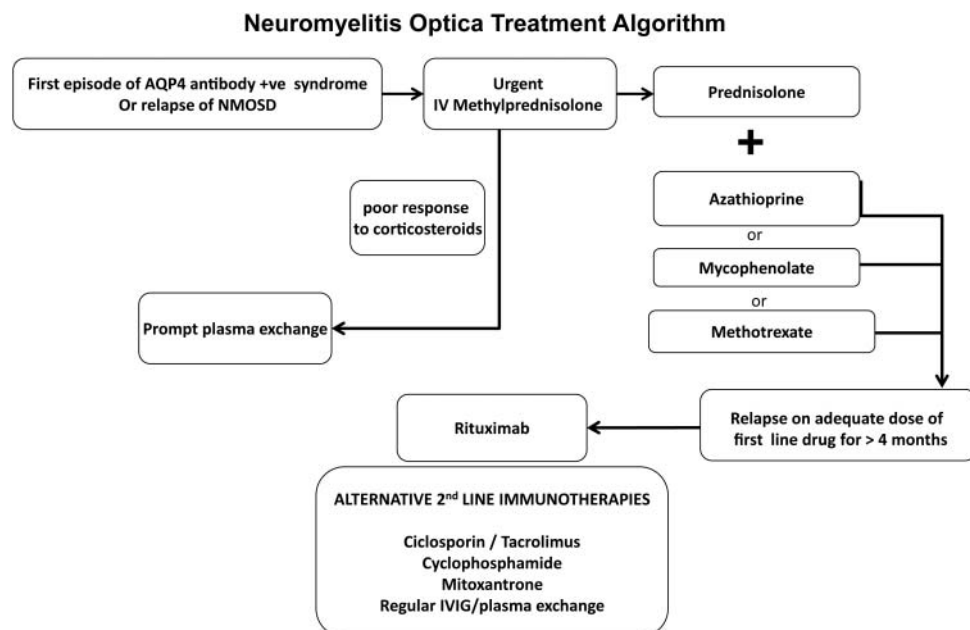 Neuromyelitis Optica Treatment Algorithm
First episode of AQP4 antibody +ve syndrome
Or relapse of NMOSD
Urgent
IV Methylprednisolone
Prednisolone
+
poor response
to corticosteroids
Azathioprine
or
Mycophenolate
or
Methotrexate
Prompt plasma exchange
Relapse on adequate dose of
first line drug for > 4 months
Rituximab
ALTERNATIVE 2nd LINE IMMUNOTHERAPIES
Ciclosporin / Tacrolimus
Cyclophosphamide
Mitoxantrone
Regular IVIG/plasma exchange